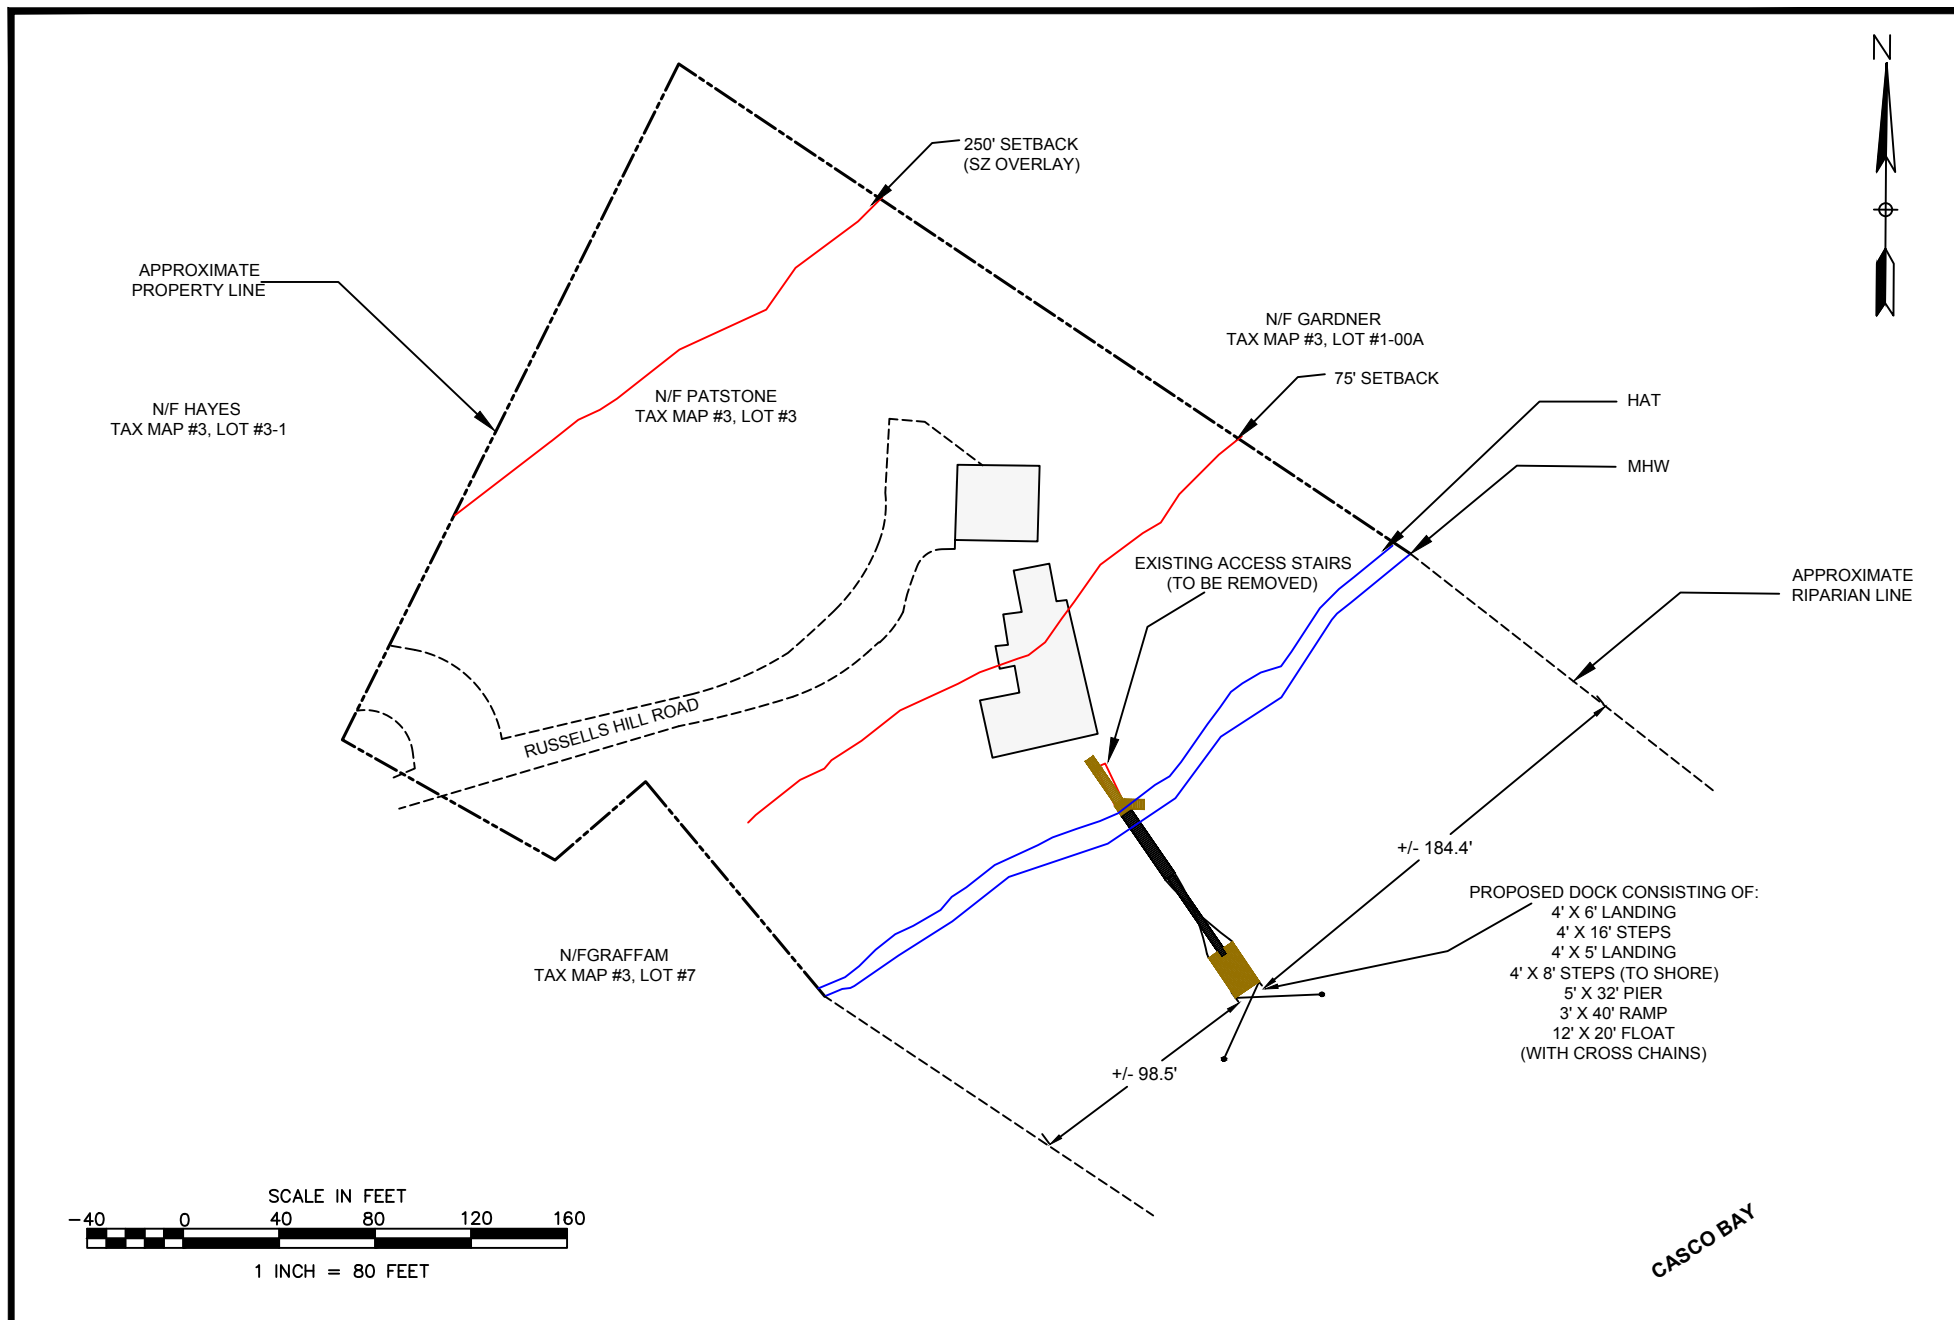 N
250' SETBACK
(SZ OVERLAY)
APPROXIMATE
PROPERTY LINE
N/F GARDNER
TAX MAP #3, LOT #1-00A
75' SETBACK
N/F PATSTONE
TAX MAP #3, LOT #3
N/F HAYES
TAX MAP #3, LOT #3-1
HAT
MHW
EXISTING ACCESS STAIRS
(TO BE REMOVED)
APPROXIMATE
RIPARIAN LINE
RUSSELLS HILL ROAD
+/- 184.4'
PROPOSED DOCK CONSISTING OF:
4' X 6' LANDING
4' X 16' STEPS
4' X 5' LANDING
4' X 8' STEPS (TO SHORE)
5' X 32' PIER
3' X 40' RAMP
12' X 20' FLOAT
(WITH CROSS CHAINS)
N/FGRAFFAM
TAX MAP #3, LOT #7
+/- 98.5'
SCALE IN FEET
-40 0 40 80 120 160
1 INCH = 80 FEET
CASCO BAY